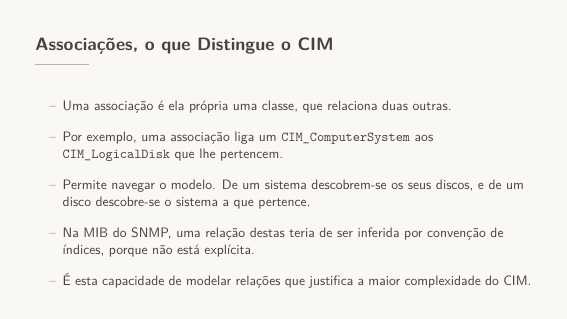 Associações, o que Distingue o CIM
– Uma associação é ela própria uma classe, que relaciona duas outras.
– Por exemplo, uma associação liga um CIM_ComputerSystem aos
CIM_LogicalDisk que lhe pertencem.
– Permite navegar o modelo. De um sistema descobrem-se os seus discos, e de um
disco descobre-se o sistema a que pertence.
– Na MIB do SNMP, uma relação destas teria de ser inferida por convenção de
índices, porque não está explícita.
– É esta capacidade de modelar relações que justifica a maior complexidade do CIM.